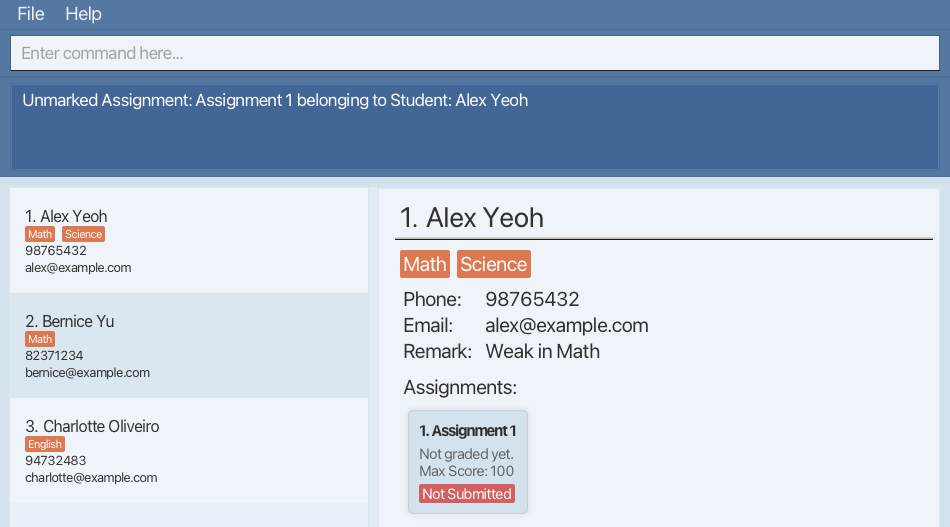 File Help
Enter command here...
Unmarked Assignment: Assignment 1 belonging to Student: Alex Yeoh
1. Alex Yeoh
Math Science
98765432
alex@example.com
2. Bernice Yu
Math
82371234
bernice@example.com
3. Charlotte Oliveiro
English
94732483
charlotte@example.com
1. Alex Yeoh
Math Science
Phone: 98765432
Email: alex@example.com
Remark: Weak in Math
Assignments:
1. Assignment 1
Not graded yet.
Max Score: 100
Not Submitted